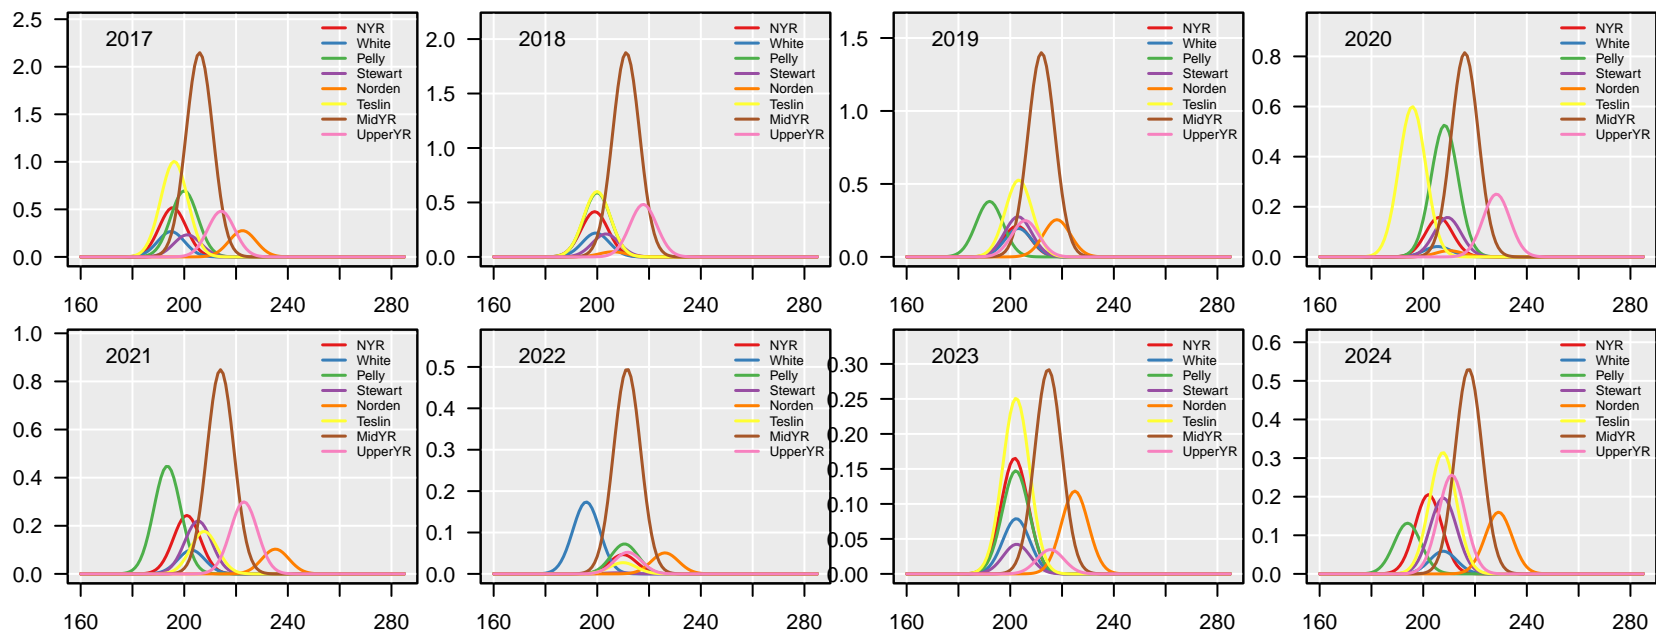 2017
NYR
White
Pelly
Stewart
Norden
Teslin
MidYR
UpperYR
2.5
2.0
1.5
1.0
0.5
0.0
160 200 240 280
2018
NYR
White
Pelly
Stewart
Norden
Teslin
MidYR
UpperYR
2.0
1.5
1.0
0.5
0.0
160 200 240 280
2019
NYR
White
Pelly
Stewart
Norden
Teslin
MidYR
UpperYR
1.5
1.0
0.5
0.0
160 200 240 280
2020
NYR
White
Pelly
Stewart
Norden
Teslin
MidYR
UpperYR
0.8
0.6
0.4
0.2
0.0
160 200 240 280
2021
NYR
White
Pelly
Stewart
Norden
Teslin
MidYR
UpperYR
1.0
0.8
0.6
0.4
0.2
0.0
160 200 240 280
2022
NYR
White
Pelly
Stewart
Norden
Teslin
MidYR
UpperYR
0.5
0.4
0.3
0.2
0.1
0.0
160 200 240 280
2023
NYR
White
Pelly
Stewart
Norden
Teslin
MidYR
UpperYR
0.30
0.25
0.20
0.15
0.10
0.05
0.00
160 200 240 280
2024
NYR
White
Pelly
Stewart
Norden
Teslin
MidYR
UpperYR
0.6
0.5
0.4
0.3
0.2
0.1
0.0
160 200 240 280